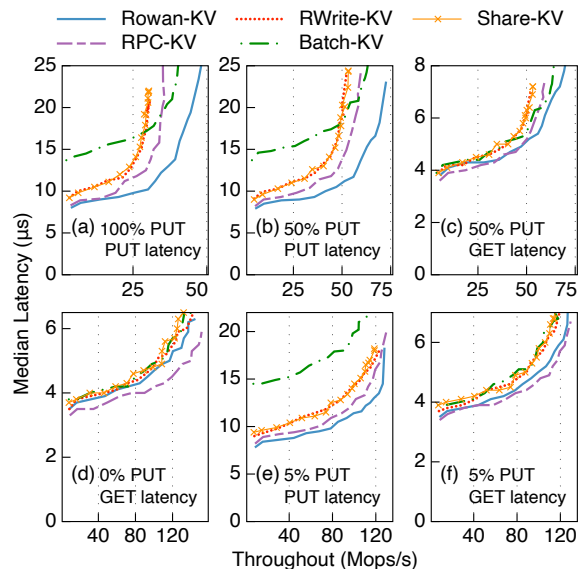 Rowan-KV RWrite-KV Share-KV
RPC-KV Batch-KV
Median Latency (μs)
25
20
15
10
5
0
25 50
(a) 100% PUT
PUT latency
25
20
15
10
5
0
25 50 75
(b) 50% PUT
PUT latency
8
6
4
2
0
25 50 75
(c) 50% PUT
GET latency
6
4
2
0
40 80 120
(d) 0% PUT
GET latency
20
15
10
5
0
40 80 120
(e) 5% PUT
PUT latency
6
4
2
0
40 80 120
(f) 5% PUT
GET latency
Throughout (Mops/s)